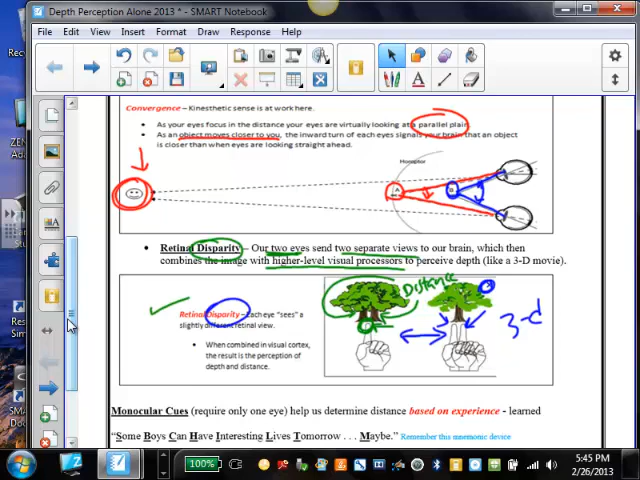 Depth Perception Alone 2013 * - SMART Notebook
File Edit View Insert Format Draw Response Help
Convergence – Kinesthetic sense is at work here.
• As your eyes focus in the distance your eyes are virtually looking at a parallel plain.
• As an object moves closer to you, the inward turn of each eyes signals your brain that an object
is closer than when eyes are looking straight ahead.
Horoptor
A
B
• Retinal Disparity – Our two eyes send two separate views to our brain, which then
combines the image with higher-level visual processors to perceive depth (like a 3-D movie).
Distance
Retinal Disparity – Each eye "sees" a
slightly different retinal view.
3-d
• When combined in visual cortex,
the result is the perception of
depth and distance.
Monocular Cues (require only one eye) help us determine distance based on experience - learned
"Some Boys Can Have Interesting Lives Tomorrow . . . Maybe." Remember this mnemonic device
100%
5:45 PM
2/26/2013